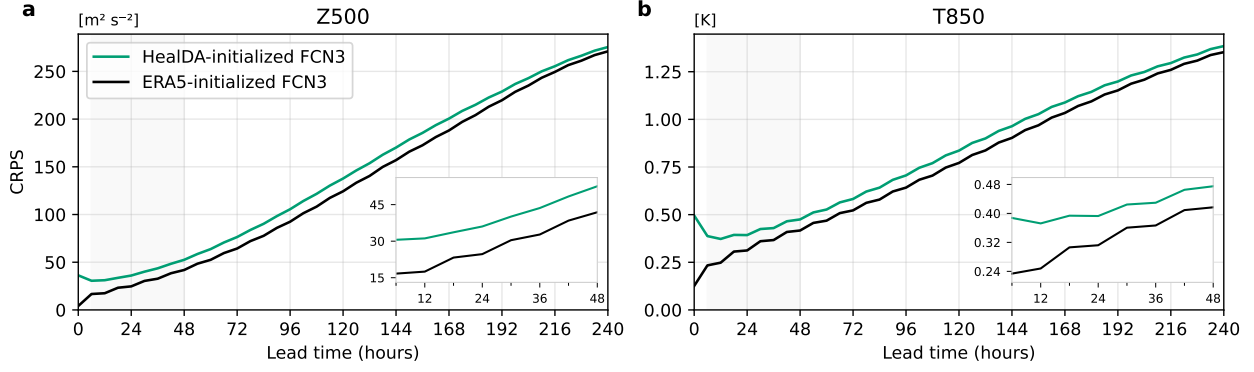 a
[m² s⁻²]
Z500
HealDA-initialized FCN3
ERA5-initialized FCN3
CRPS
250
200
150
100
50
0
45
30
15
12 24 36 48
0 24 48 72 96 120 144 168 192 216 240
Lead time (hours)
b
[K]
T850
1.25
1.00
0.75
0.50
0.25
0.00
0.48
0.40
0.32
0.24
12 24 36 48
0 24 48 72 96 120 144 168 192 216 240
Lead time (hours)